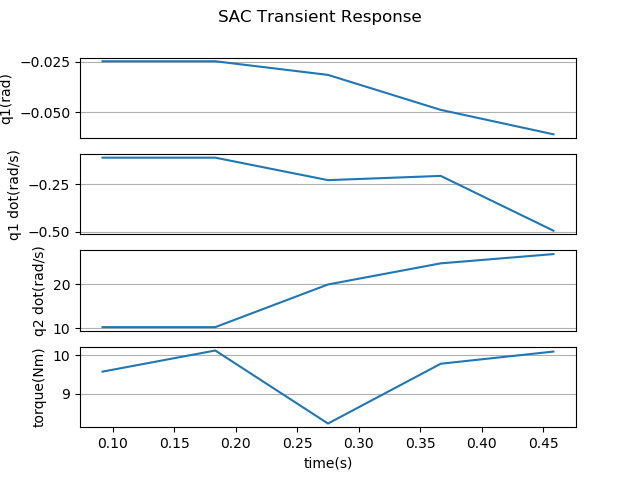 SAC Transient Response
q1(rad)
−0.025
−0.050
q1 dot(rad/s)
−0.25
−0.50
q2 dot(rad/s)
20
10
torque(Nm)
10
9
0.10 0.15 0.20 0.25 0.30 0.35 0.40 0.45
time(s)